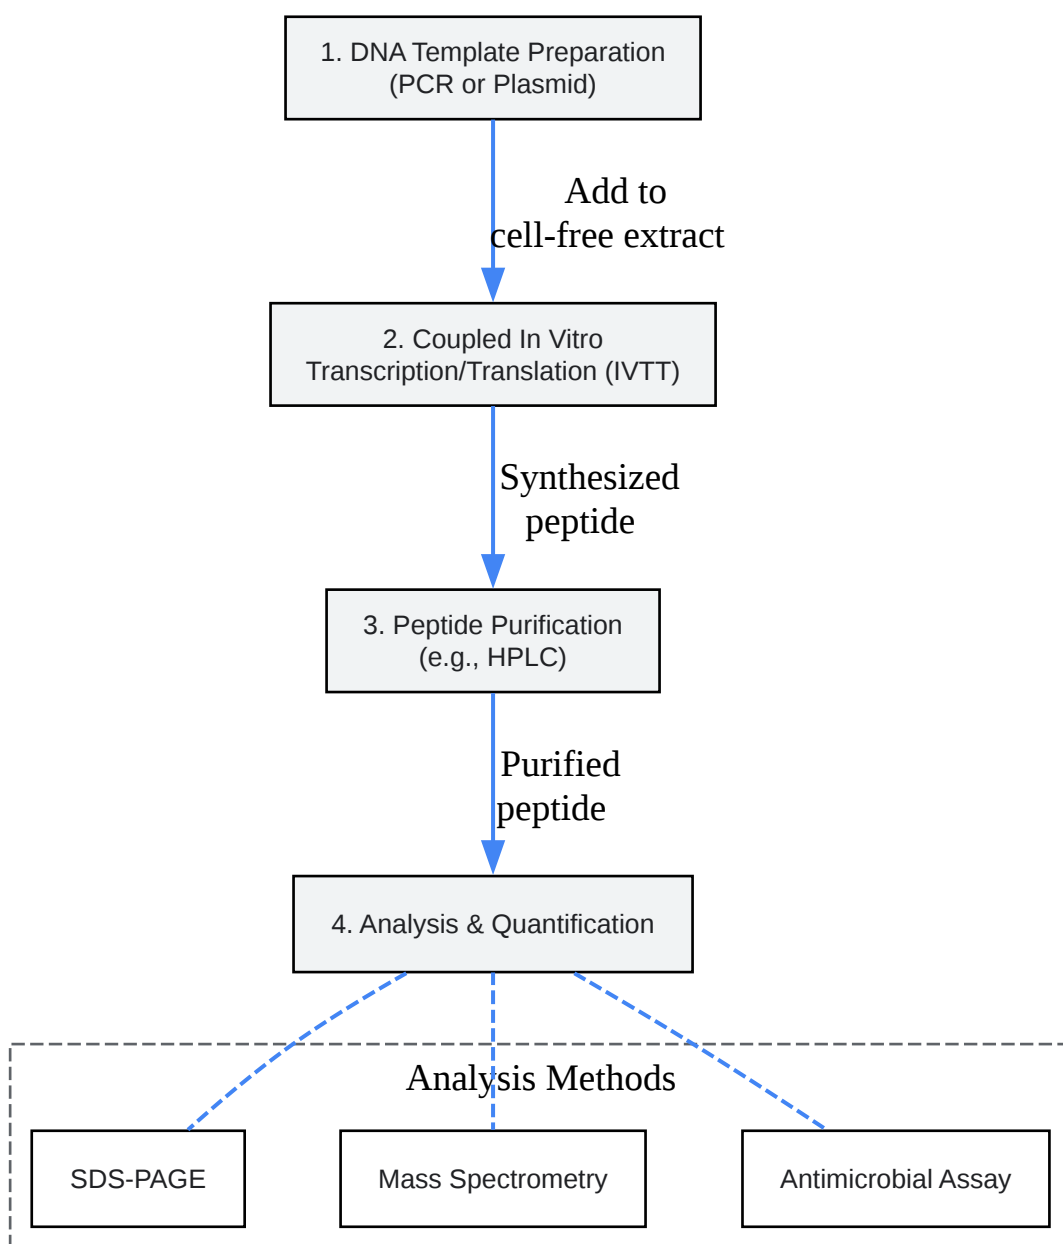 1. DNA Template Preparation
(PCR or Plasmid)
Add to
cell-free extract
2. Coupled In Vitro
Transcription/Translation (IVTT)
Synthesized
peptide
3. Peptide Purification
(e.g., HPLC)
Purified
peptide
4. Analysis & Quantification
Analysis Methods
SDS-PAGE
Mass Spectrometry
Antimicrobial Assay